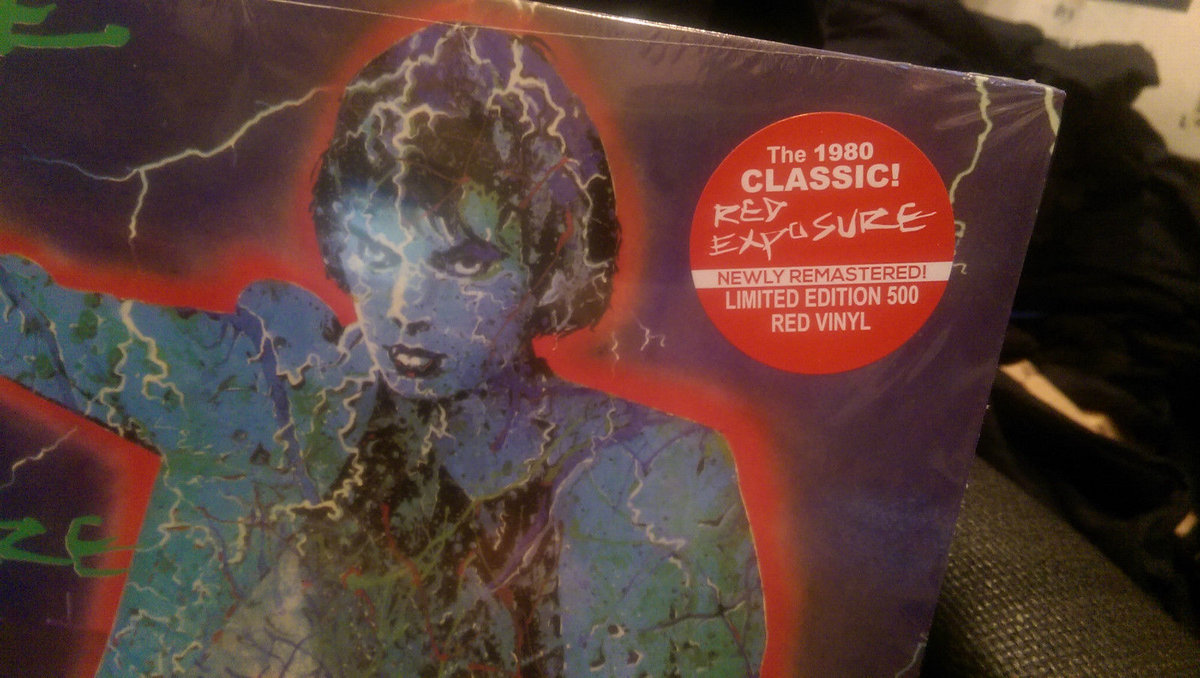 The 1980
CLASSIC!
RED
EXPOSURE
NEWLY REMASTERED!
LIMITED EDITION 500
RED VINYL